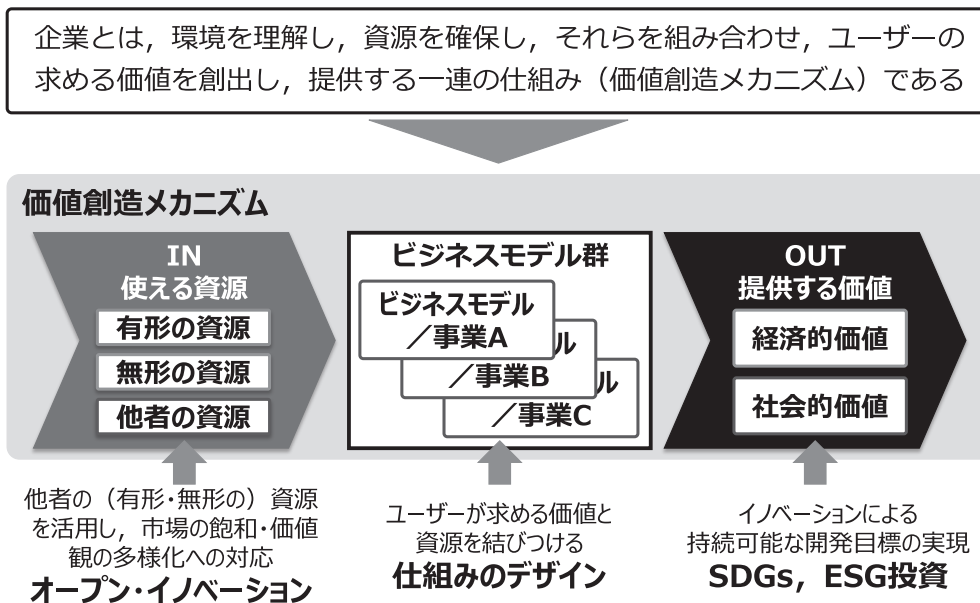 企業とは，環境を理解し，資源を確保し，それらを組み合わせ，ユーザーの
求める価値を創出し，提供する一連の仕組み（価値創造メカニズム）である
価値創造メカニズム
IN
使える資源
有形の資源
無形の資源
他者の資源
ビジネスモデル群
ビジネスモデル
／事業A
ル
／事業B
ル
／事業C
OUT
提供する価値
経済的価値
社会的価値
他者の（有形・無形の）資源
を活用し，市場の飽和・価値
観の多様化への対応
オープン・イノベーション
ユーザーが求める価値と
資源を結びつける
仕組みのデザイン
イノベーションによる
持続可能な開発目標の実現
SDGs，ESG投資